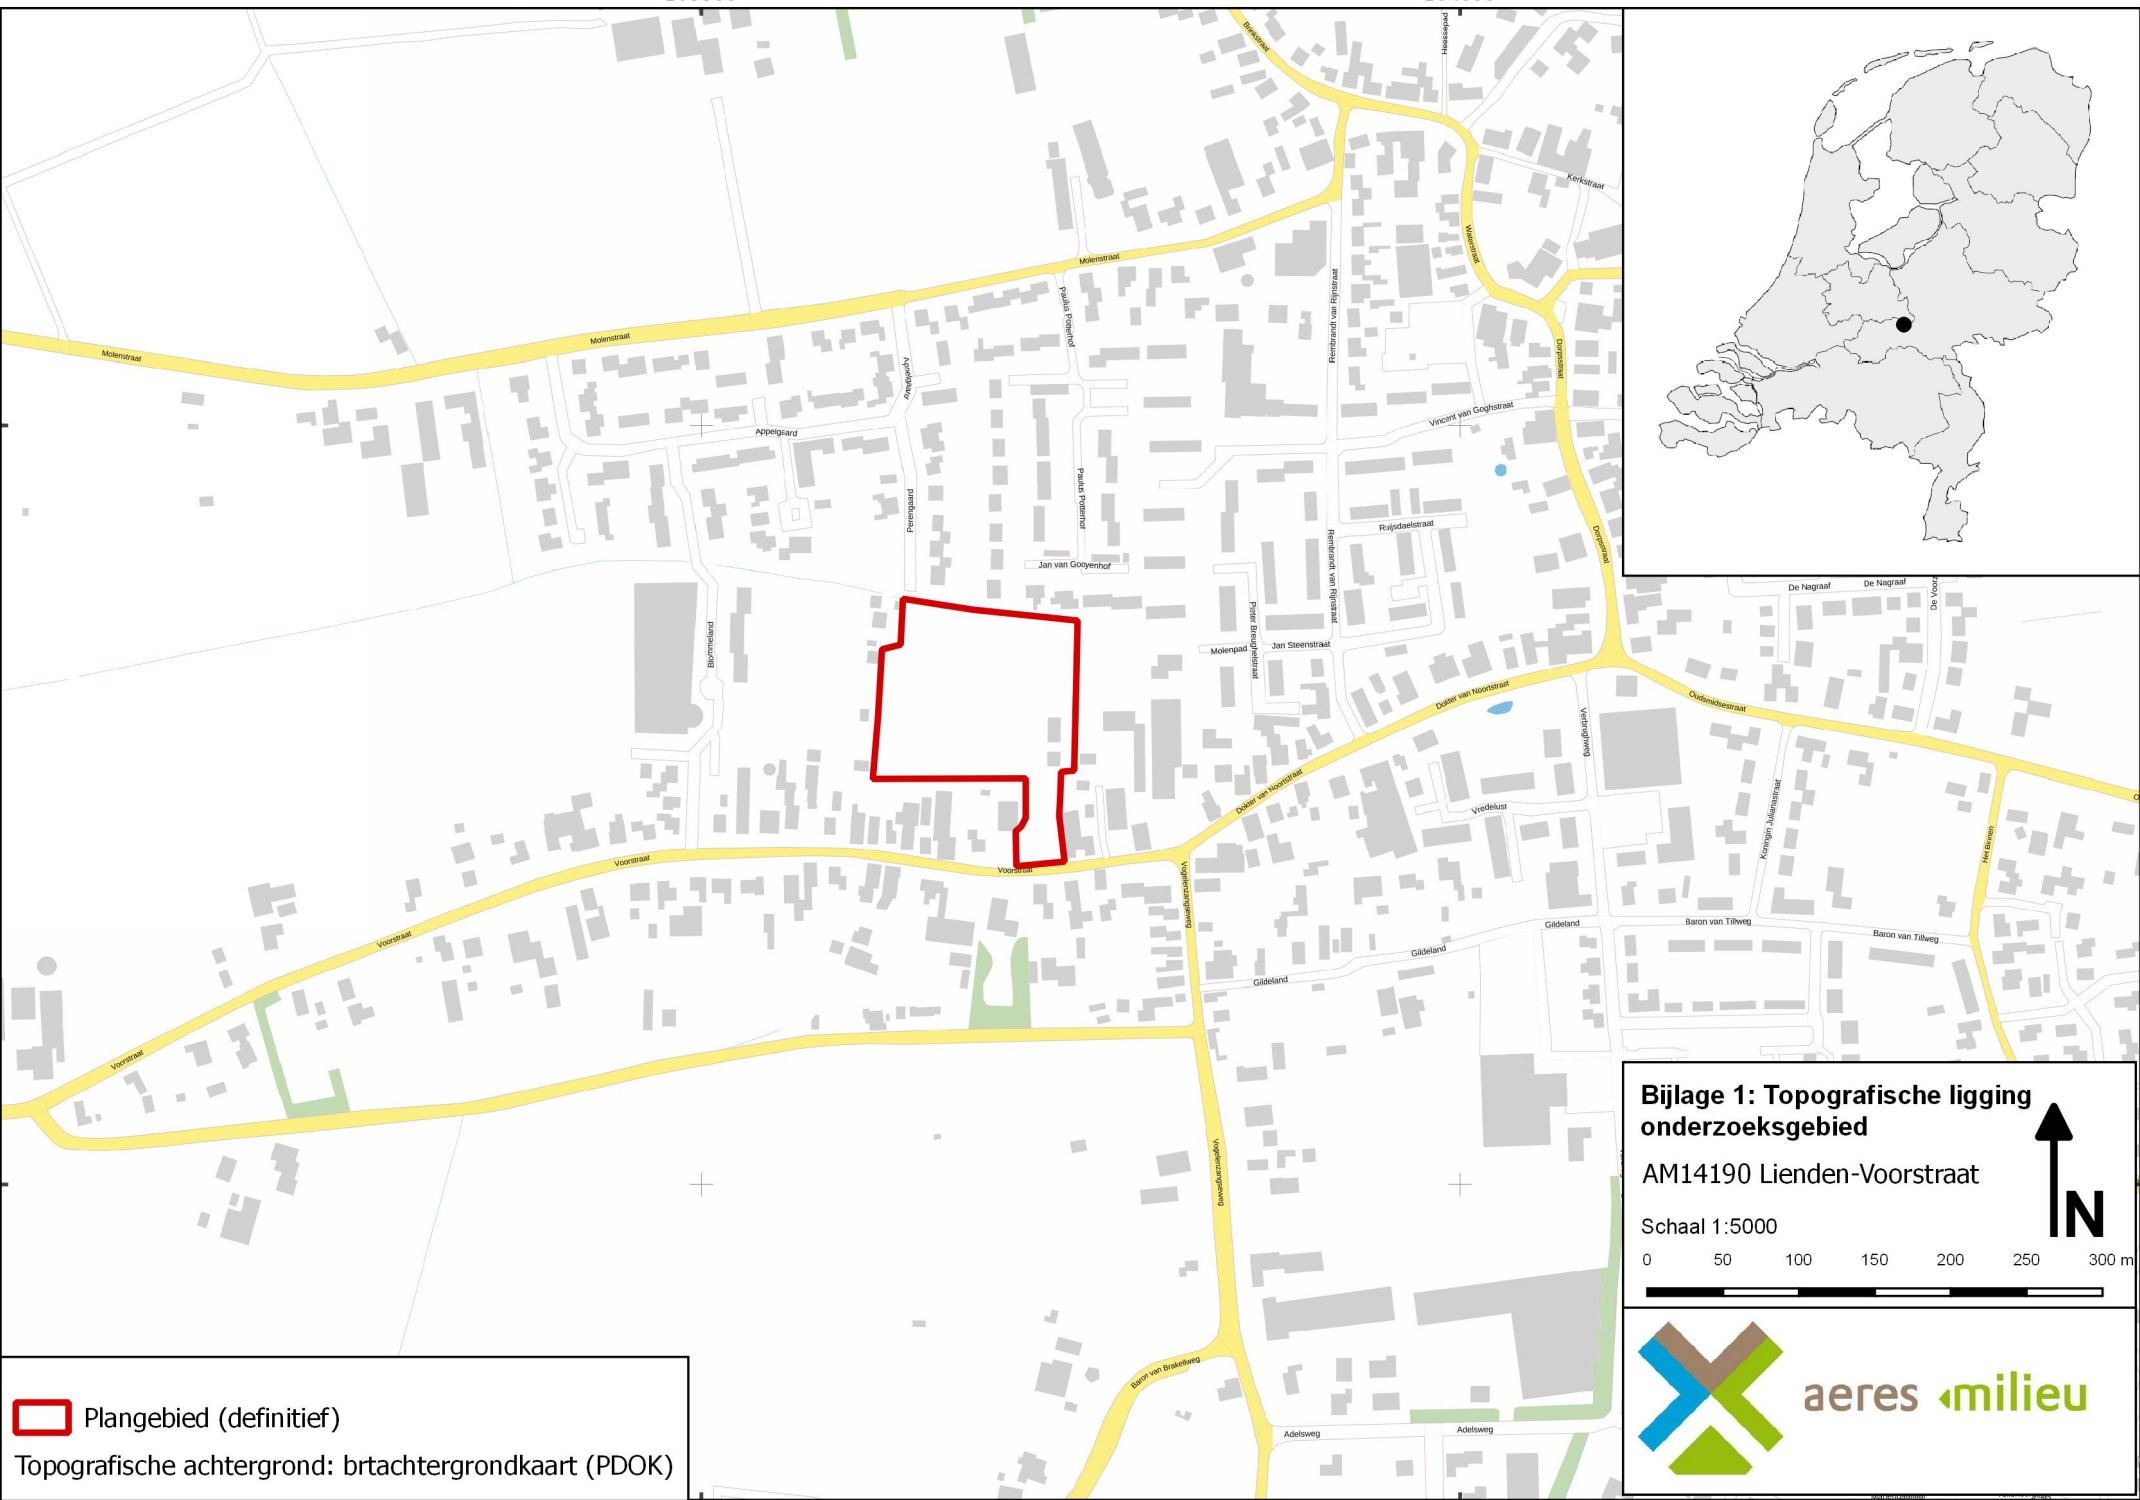 Brinkstraat
Heessepad
Kerkstraat
Waterstraat
Molenstraat
Molenstraat
Molenstraat
Paulus Potterhof
Rembrandt van Rijnstraat
Dorpsstraat
Appelgaard
Appelgaard
Vincent van Goghstraat
Perengaard
Paulus Potterhof
Ruijsdaelstraat
Rembrandt van Rijnstraat
Dorpsstraat
Jan van Gooyenhof
De Nagraaf
De Nagraaf
Pieter Breughelstraat
Blommeland
Molenpad
Jan Steenstraat
Dokter van Noortstraat
Oudsmidsestraat
Verbrughweg
Dokter van Noortstraat
Vredelust
Koningin Julianastraat
Het Binnen
Voorstraat
Voorstraat
Vogelenzangseweg
Voorstraat
Gildeland
Baron van Tillweg
Baron van Tillweg
Gildeland
Gildeland
Voorstraat
Vogelenzangseweg
Baron van Brakellweg
Adelsweg
Adelsweg
Bijlage 1: Topografische ligging
onderzoeksgebied
AM14190 Lienden-Voorstraat
N
Schaal 1:5000
0 50 100 150 200 250 300 m
aeres milieu
Plangebied (definitief)
Topografische achtergrond: brtachtergrondkaart (PDOK)